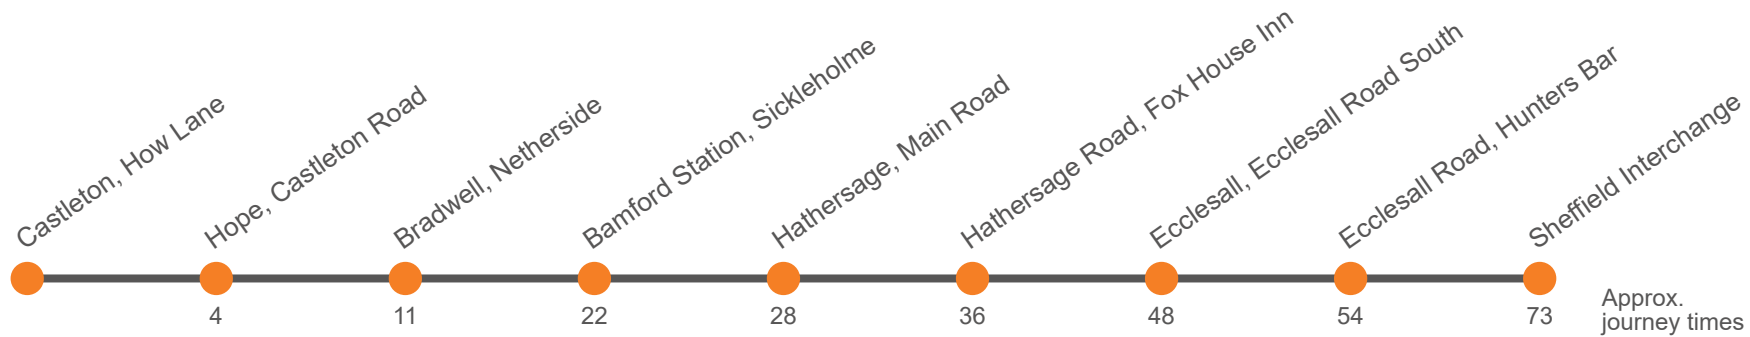 Castleton, How Lane
Hope, Castleton Road
Bradwell, Netherside
Bamford Station, Sickleholme
Hathersage, Main Road
Hathersage Road, Fox House Inn
Ecclesall, Ecclesall Road South
Ecclesall Road, Hunters Bar
Sheffield Interchange
4
11
22
28
36
48
54
73
Approx.
journey times